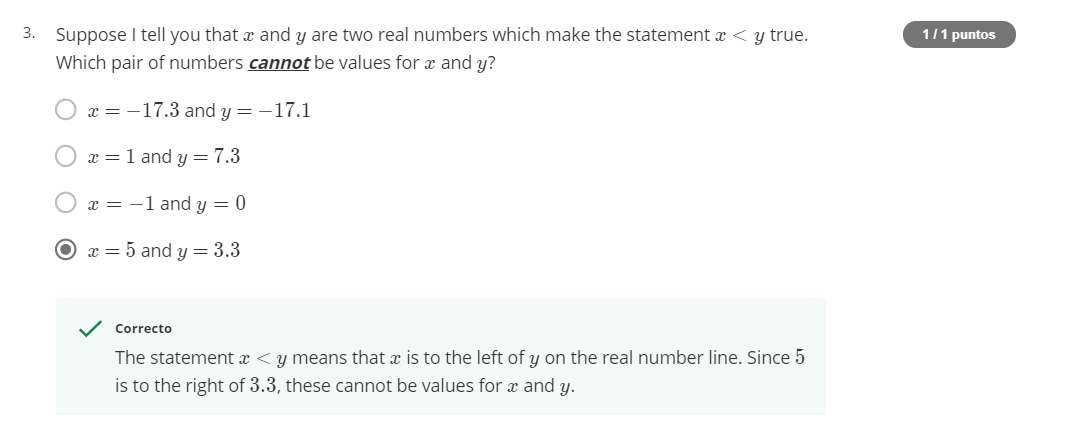 3. Suppose I tell you that x and y are two real numbers which make the statement x < y true.
1 / 1 puntos
Which pair of numbers cannot be values for x and y?
x = −17.3 and y = −17.1
x = 1 and y = 7.3
x = −1 and y = 0
x = 5 and y = 3.3
Correcto
The statement x < y means that x is to the left of y on the real number line. Since 5
is to the right of 3.3, these cannot be values for x and y.